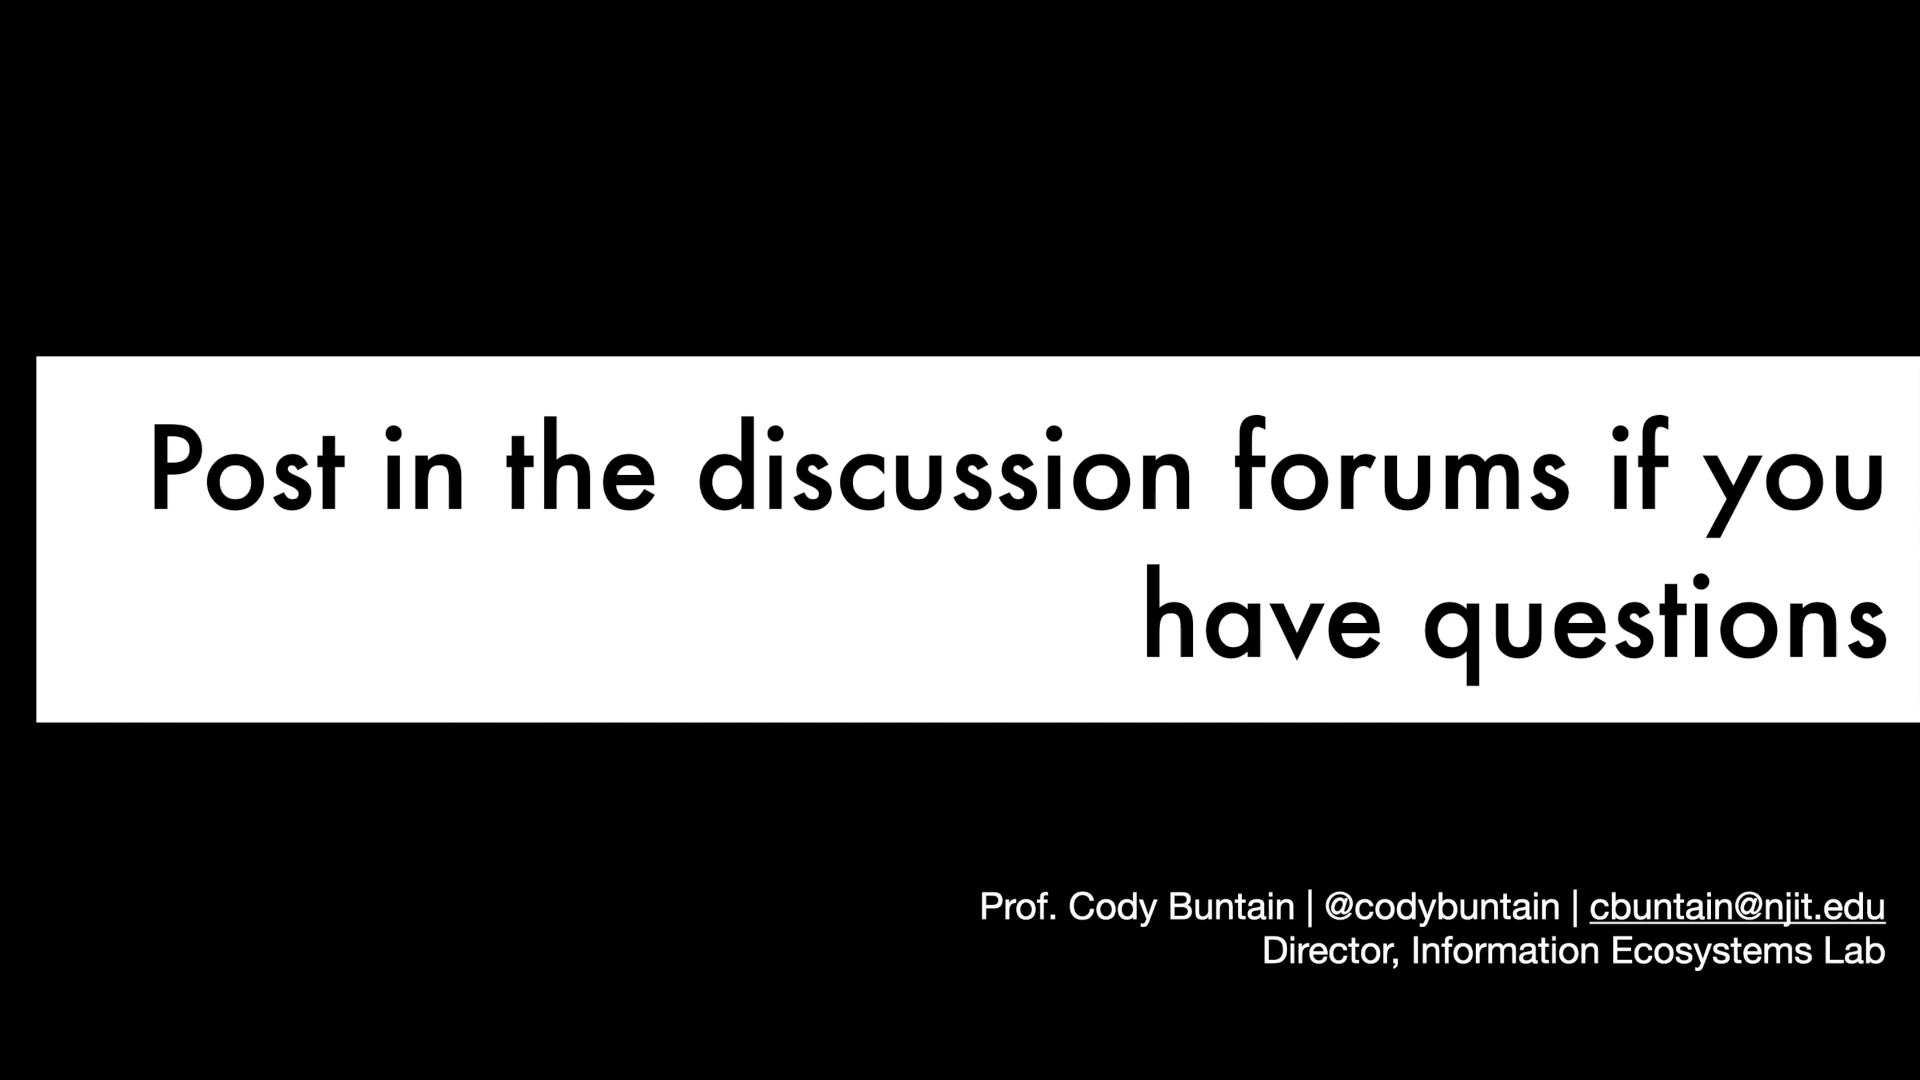 Post in the discussion forums if you
have questions
Prof. Cody Buntain | @codybuntain | cbuntain@njit.edu
Director, Information Ecosystems Lab